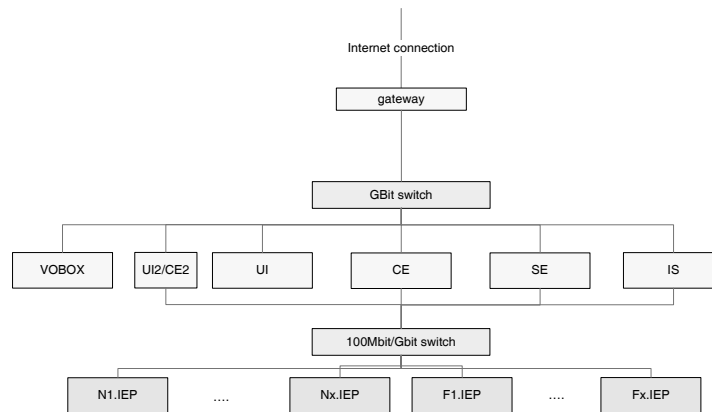 Internet connection
gateway
GBit switch
VOBOX UI2/CE2 UI CE SE IS
100Mbit/Gbit switch
N1.IEP .... Nx.IEP F1.IEP .... Fx.IEP